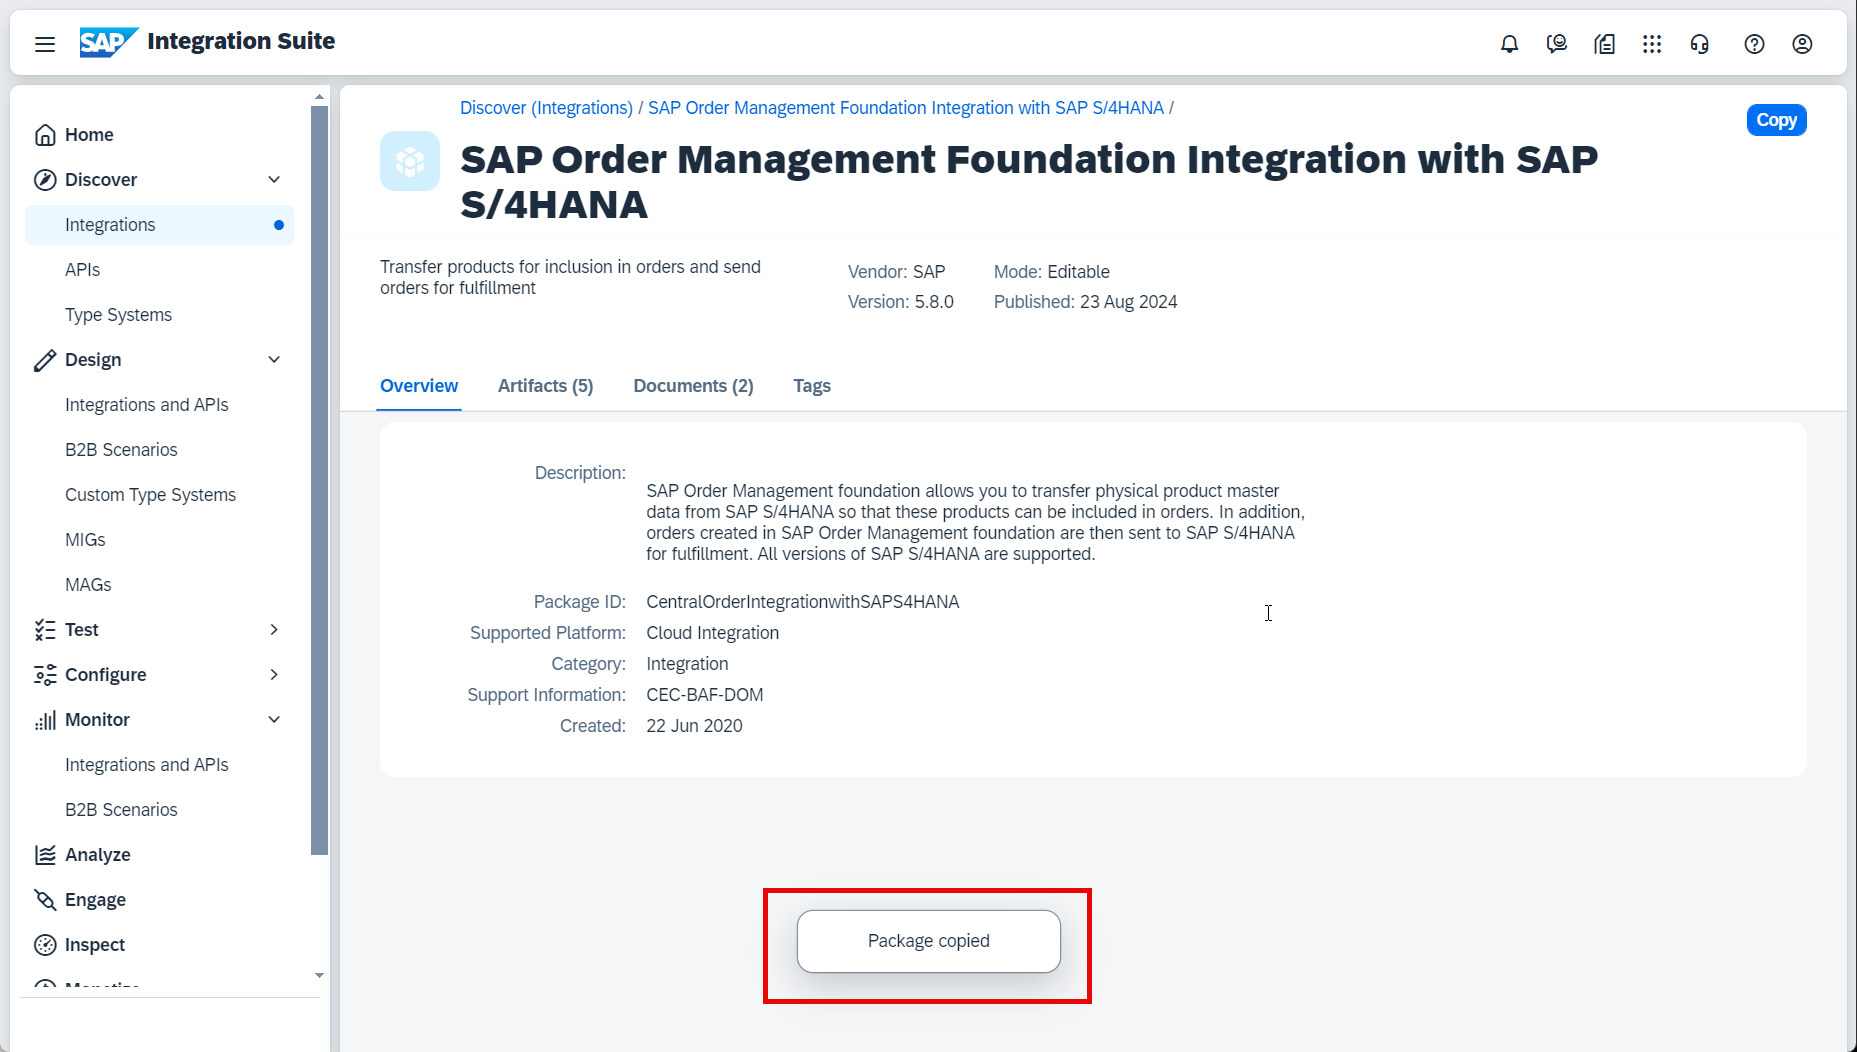 SAP Integration Suite
Home
Discover
Integrations
APIs
Type Systems
Design
Integrations and APIs
B2B Scenarios
Custom Type Systems
MIGs
MAGs
Test
Configure
Monitor
Integrations and APIs
B2B Scenarios
Analyze
Engage
Inspect
Monetize
Discover (Integrations) / SAP Order Management Foundation Integration with SAP S/4HANA /
Copy
SAP Order Management Foundation Integration with SAP
S/4HANA
Transfer products for inclusion in orders and send
orders for fulfillment
Vendor: SAP
Version: 5.8.0
Mode: Editable
Published: 23 Aug 2024
Overview Artifacts (5) Documents (2) Tags
Description:
SAP Order Management foundation allows you to transfer physical product master
data from SAP S/4HANA so that these products can be included in orders. In addition,
orders created in SAP Order Management foundation are then sent to SAP S/4HANA
for fulfillment. All versions of SAP S/4HANA are supported.
Package ID: CentralOrderIntegrationwithSAPS4HANA
Supported Platform: Cloud Integration
Category: Integration
Support Information: CEC-BAF-DOM
Created: 22 Jun 2020
Package copied